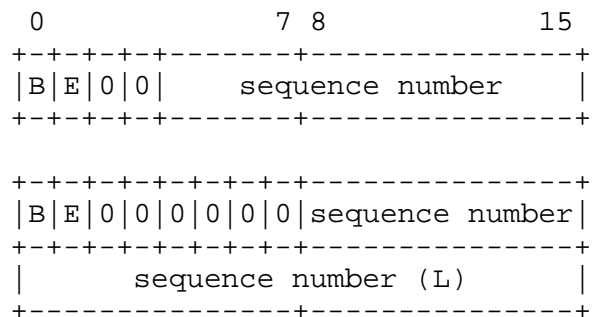 0                 7 8            15
+-+-+-+-+-------+---------------+
|B|E|0|0|    sequence number    |
+-+-+-+-+-------+---------------+
+-+-+-+-+-+-+-+-+---------------+
|B|E|0|0|0|0|0|0|sequence number|
+-+-+-+-+-+-+-+-+---------------+
|      sequence number (L)      |
+---------------+---------------+